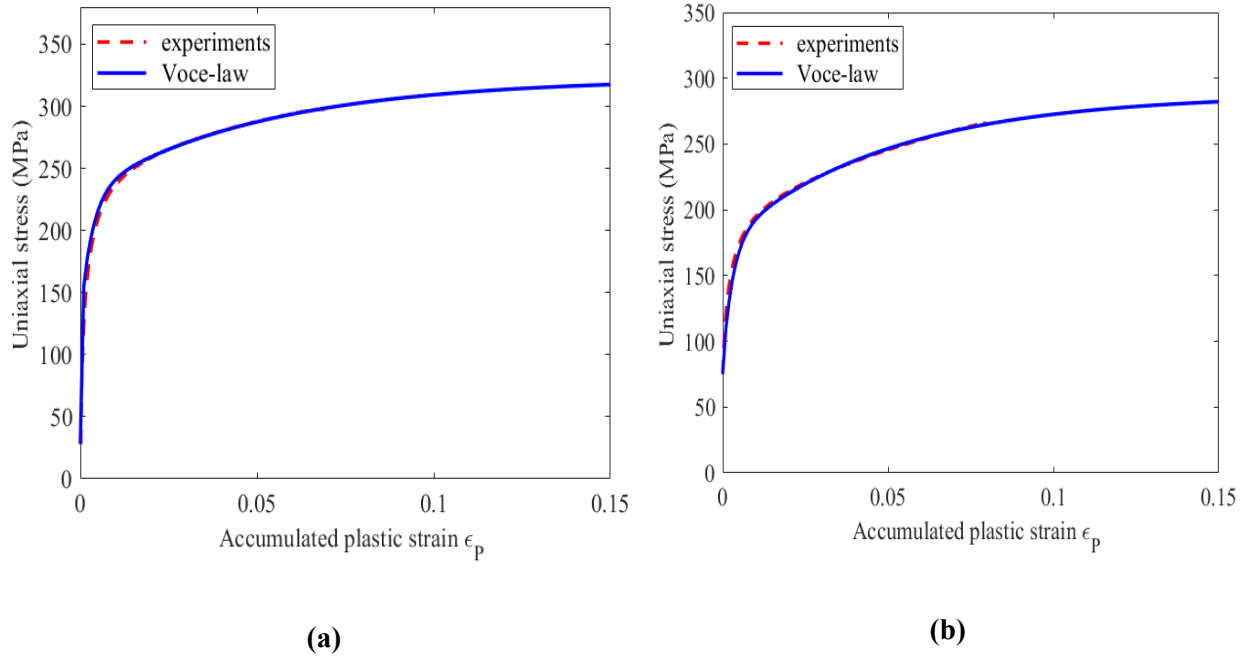 350
300
250
200
150
100
50
0
Uniaxial stress (MPa)
experiments
Voce-law
0
0.05
0.1
0.15
Accumulated plastic strain ϵP
(a)
350
300
250
200
150
100
50
0
Uniaxial stress (MPa)
experiments
Voce-law
0
0.05
0.1
0.15
Accumulated plastic strain ϵP
(b)